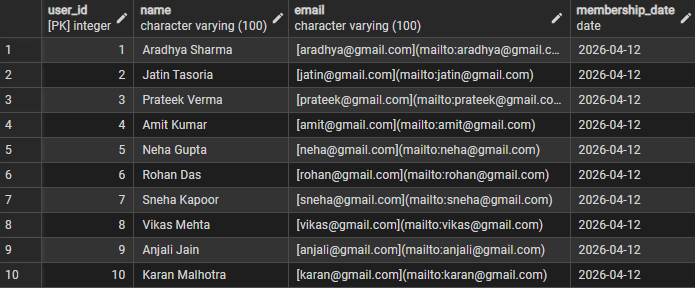 user_id name email membership_date
[PK] integer character varying (100) character varying (100) date
1 1 Aradhya Sharma [aradhya@gmail.com](mailto:aradhya@gmail.c... 2026-04-12
2 2 Jatin Tasoria [jatin@gmail.com](mailto:jatin@gmail.com) 2026-04-12
3 3 Prateek Verma [prateek@gmail.com](mailto:prateek@gmail.co... 2026-04-12
4 4 Amit Kumar [amit@gmail.com](mailto:amit@gmail.com) 2026-04-12
5 5 Neha Gupta [neha@gmail.com](mailto:neha@gmail.com) 2026-04-12
6 6 Rohan Das [rohan@gmail.com](mailto:rohan@gmail.com) 2026-04-12
7 7 Sneha Kapoor [sneha@gmail.com](mailto:sneha@gmail.com) 2026-04-12
8 8 Vikas Mehta [vikas@gmail.com](mailto:vikas@gmail.com) 2026-04-12
9 9 Anjali Jain [anjali@gmail.com](mailto:anjali@gmail.com) 2026-04-12
10 10 Karan Malhotra [karan@gmail.com](mailto:karan@gmail.com) 2026-04-12